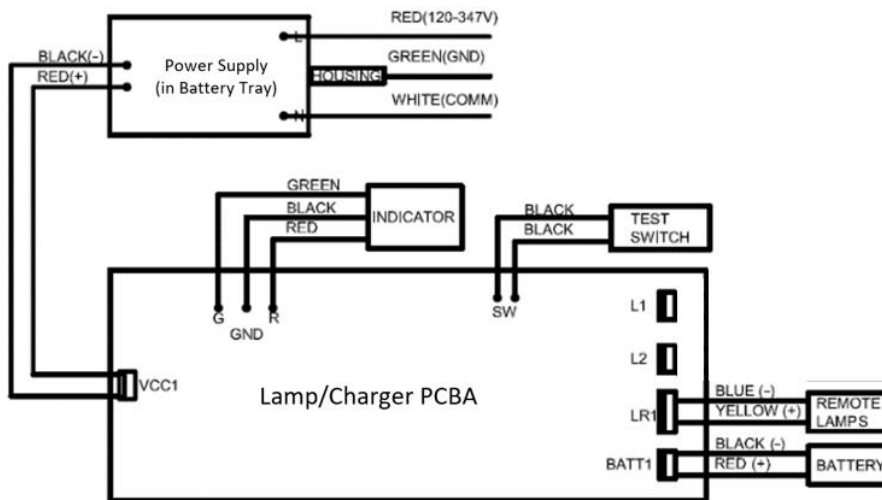 RED(120-347V)
L
BLACK(-)
Power Supply
GREEN(GND)
RED(+)
(in Battery Tray)
HOUSING
WHITE(COMM)
N
GREEN
BLACK
INDICATOR
RED
BLACK
TEST
BLACK
SWITCH
G
GND
R
SW
L1
L2
VCC1
Lamp/Charger PCBA
LR1
BLUE (-)
YELLOW (+)
REMOTE
LAMPS
BATT1
BLACK (-)
RED (+)
BATTERY